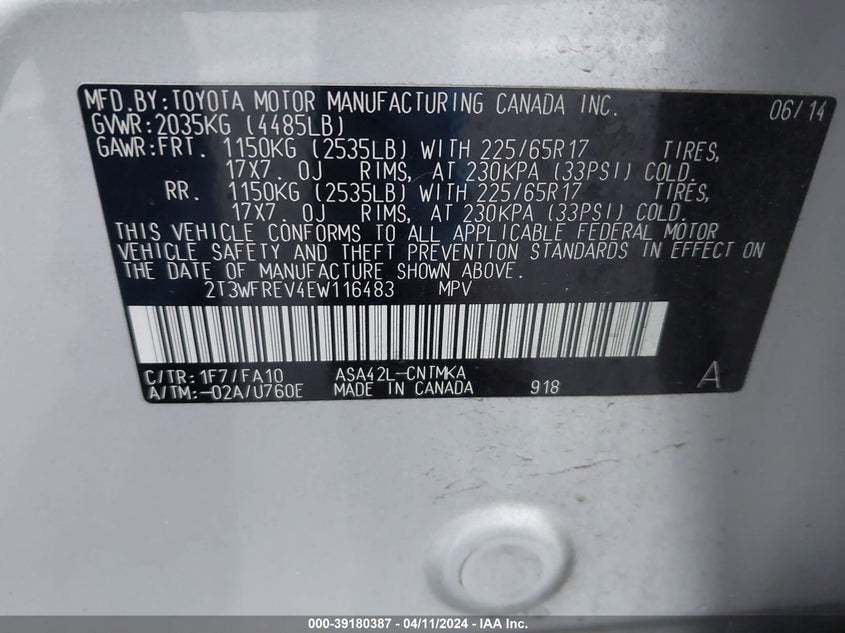 MFD.BY:TOYOTA MOTOR MANUFACTURING CANADA INC. 06/14
GVWR:2035KG (4485LB)
GAWR:FRT. 1150KG (2535LB) WITH 225/65R17 TIRES,
17X7.0J RIMS, AT 230KPA (33PSI) COLD.
RR. 1150KG (2535LB) WITH 225/65R17 TIRES,
17X7.0J RIMS, AT 230KPA (33PSI) COLD.
THIS VEHICLE CONFORMS TO ALL APPLICABLE FEDERAL MOTOR
VEHICLE SAFETY AND THEFT PREVENTION STANDARDS IN EFFECT ON
THE DATE OF MANUFACTURE SHOWN ABOVE.
2T3WFREV4EW116483 MPV
C/TR:1F7/FA10 ASA42L-CNTMKA A
A/TM:-02A/U760E MADE IN CANADA 918
000-39180387 - 04/11/2024 - IAA Inc.